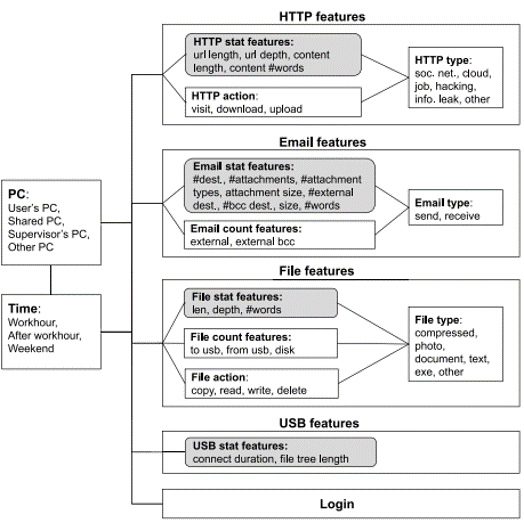 HTTP features
HTTP stat features:
url length, url depth, content
length, content #words
HTTP action:
visit, download, upload
HTTP type:
soc. net., cloud,
job, hacking,
info. leak, other
Email features
Email stat features:
#dest., #attachments, #attachment
types, attachment size, #external
dest., #bcc dest., size, #words
Email count features:
external, external bcc
Email type:
send, receive
PC:
User's PC,
Shared PC,
Supervisor's PC,
Other PC
Time:
Workhour,
After workhour,
Weekend
File features
File stat features:
len, depth, #words
File count features:
to usb, from usb, disk
File action:
copy, read, write, delete
File type:
compressed,
photo,
document, text,
exe, other
USB features
USB stat features:
connect duration, file tree length
Login